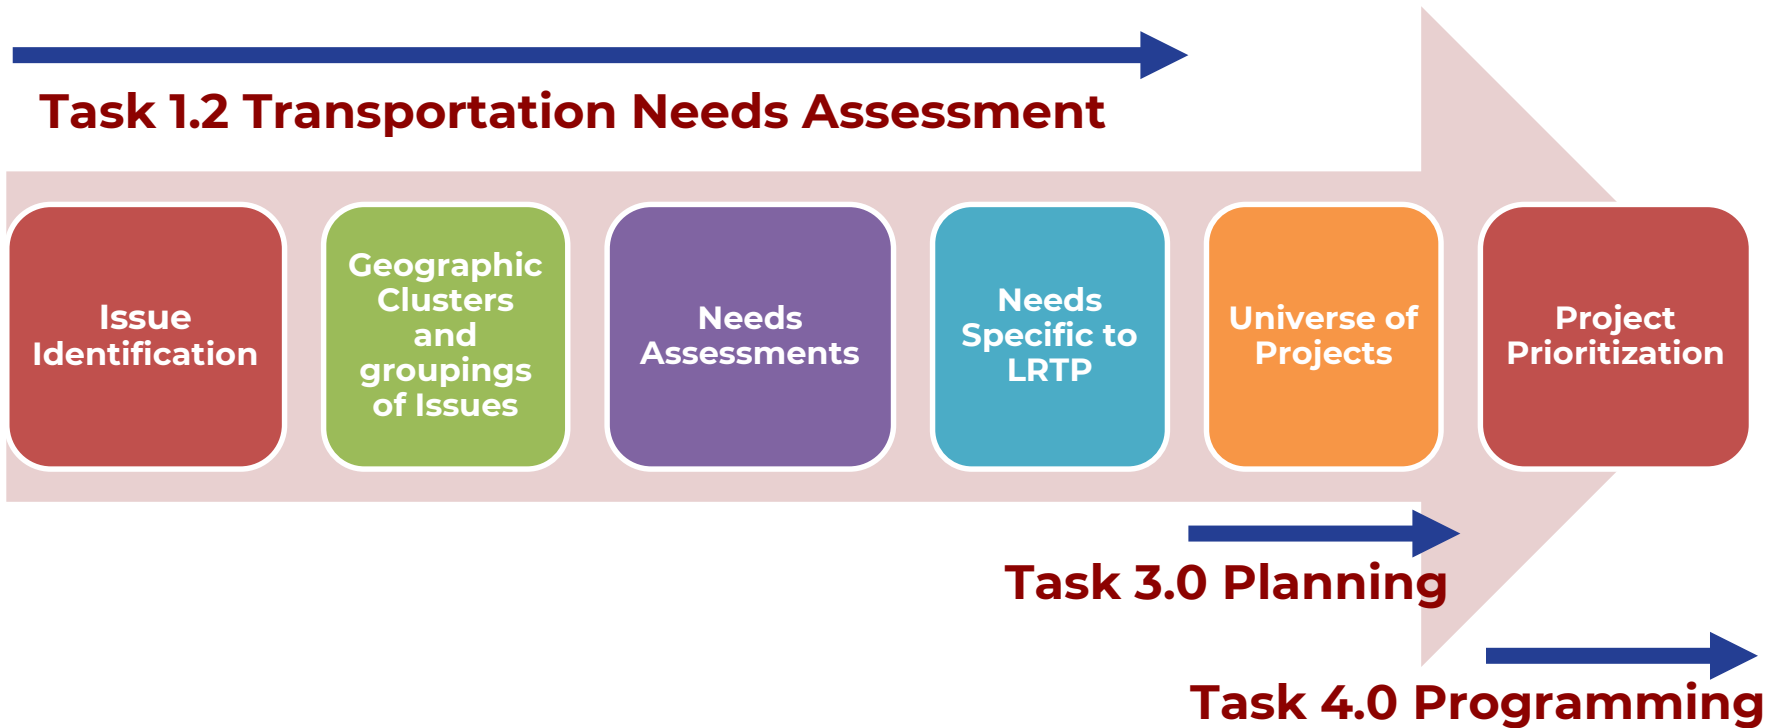 Task 1.2 Transportation Needs Assessment
Issue
Identification
Geographic
Clusters
and
groupings
of Issues
Needs
Assessments
Needs
Specific to
LRTP
Universe of
Projects
Project
Prioritization
Task 3.0 Planning
Task 4.0 Programming